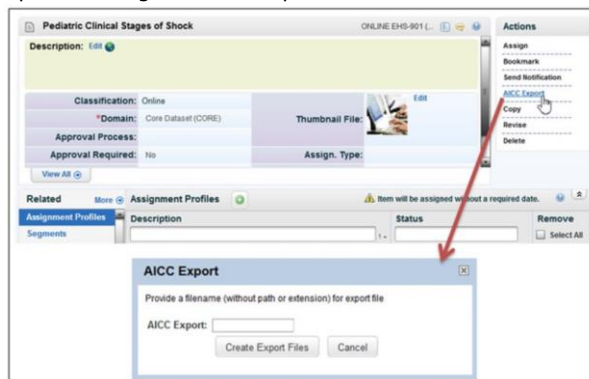 Pediatric Clinical Stages of Shock
ONLINE EHS-901 (...
Actions
Description: Edit
Assign
Bookmark
Send Notification
AICC Export
Copy
Revise
Delete
Classification: Online
Edit
*Domain: Core Dataset (CORE)
Thumbnail File:
Approval Process:
Approval Required: No
Assign. Type:
View All
Related More Assignment Profiles
Item will be assigned without a required date.
Assignment Profiles
Description
Status
Remove
Segments
Select All
AICC Export
Provide a filename (without path or extension) for export file
AICC Export:
Create Export Files Cancel